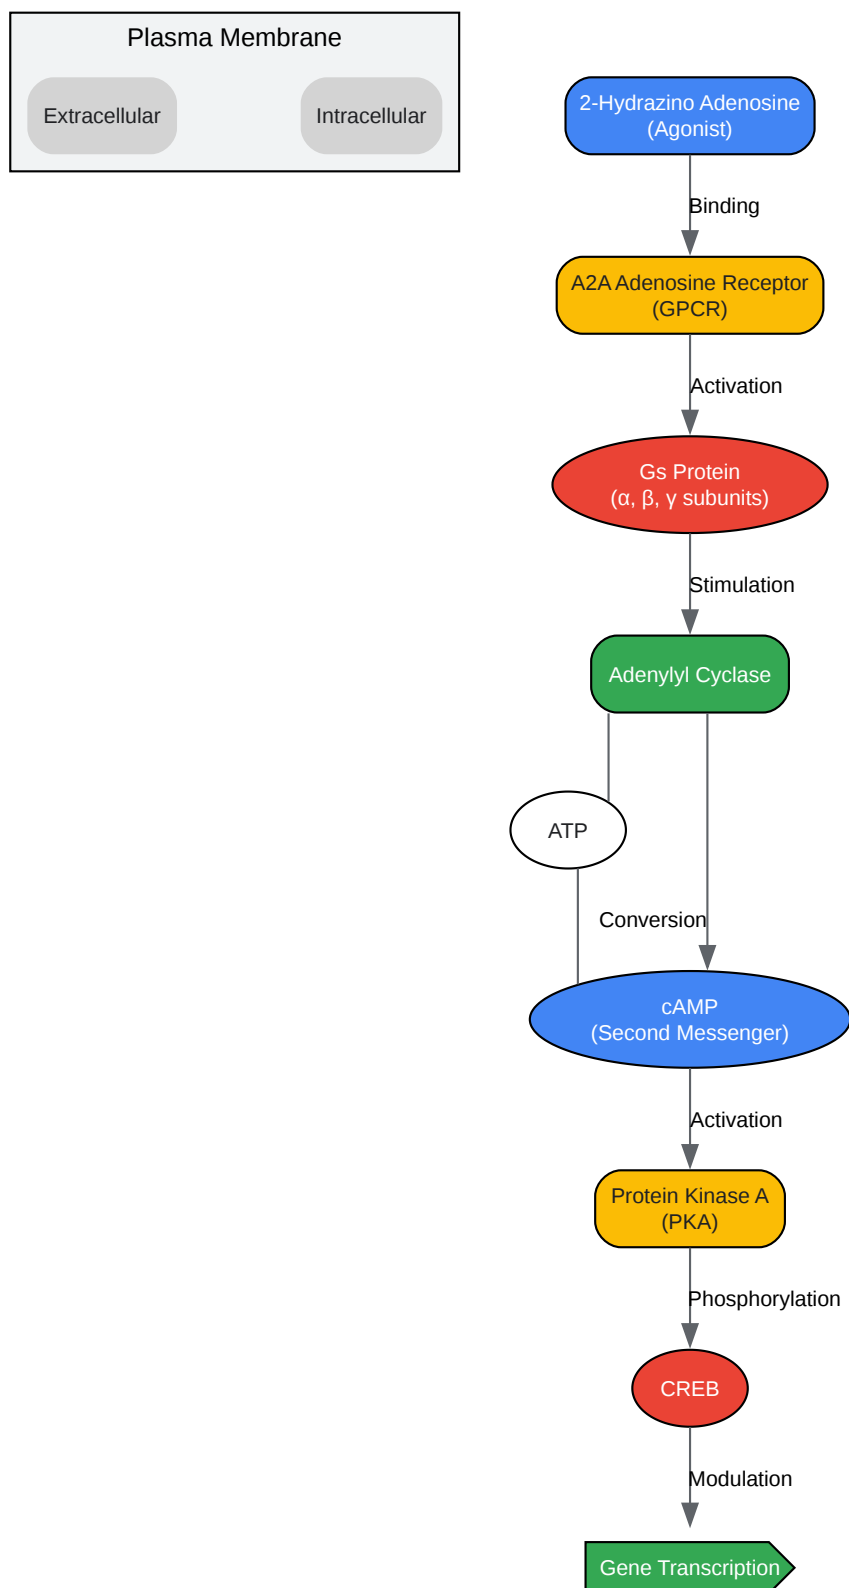 Plasma Membrane
Extracellular
Intracellular
2-Hydrazino Adenosine
(Agonist)
Binding
A2A Adenosine Receptor
(GPCR)
Activation
Gs Protein
(α, β, γ subunits)
Stimulation
Adenylyl Cyclase
ATP
Conversion
cAMP
(Second Messenger)
Activation
Protein Kinase A
(PKA)
Phosphorylation
CREB
Modulation
Gene Transcription